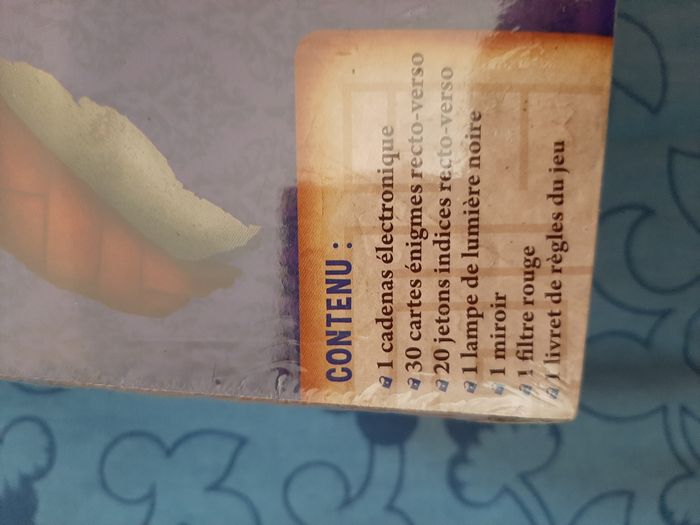 CONTENU :
1 cadenas électronique
30 cartes énigmes recto-verso
20 jetons indices recto-verso
1 lampe de lumière noire
1 miroir
1 filtre rouge
1 livret de règles du jeu